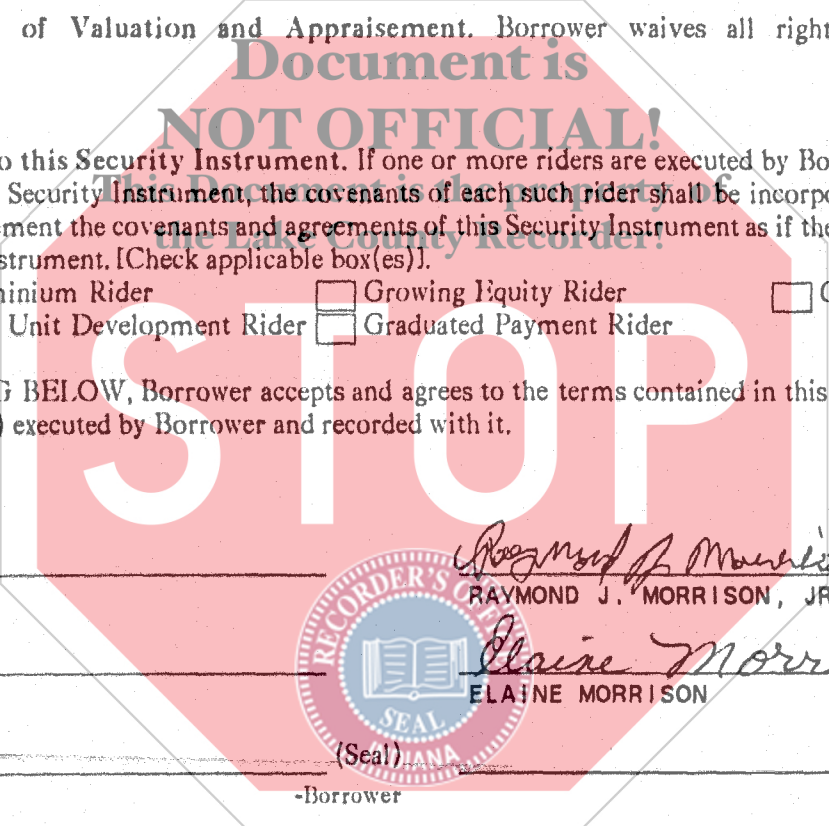 of Valuation and Appraisement. Borrower waives all right
Document is
NOT OFFICIAL!
o this Security Instrument. If one or more riders are executed by Bo
Security Instrument, the covenants of each such rider shall be incorpo
This Document is the property of
ment the covenants and agreements of this Security Instrument as if the
the Lake County Recorder!
strument. [Check applicable box(es)].
inium Rider Growing Equity Rider
Unit Development Rider Graduated Payment Rider
STOP
G BELOW, Borrower accepts and agrees to the terms contained in this
) executed by Borrower and recorded with it.
Raymond J. Morris
RAYMOND J. MORRISON, JR
Elaine Morr
ELAINE MORRISON
RECORDER'S OFFI
SEAL
INDIANA
(Seal)
-Borrower